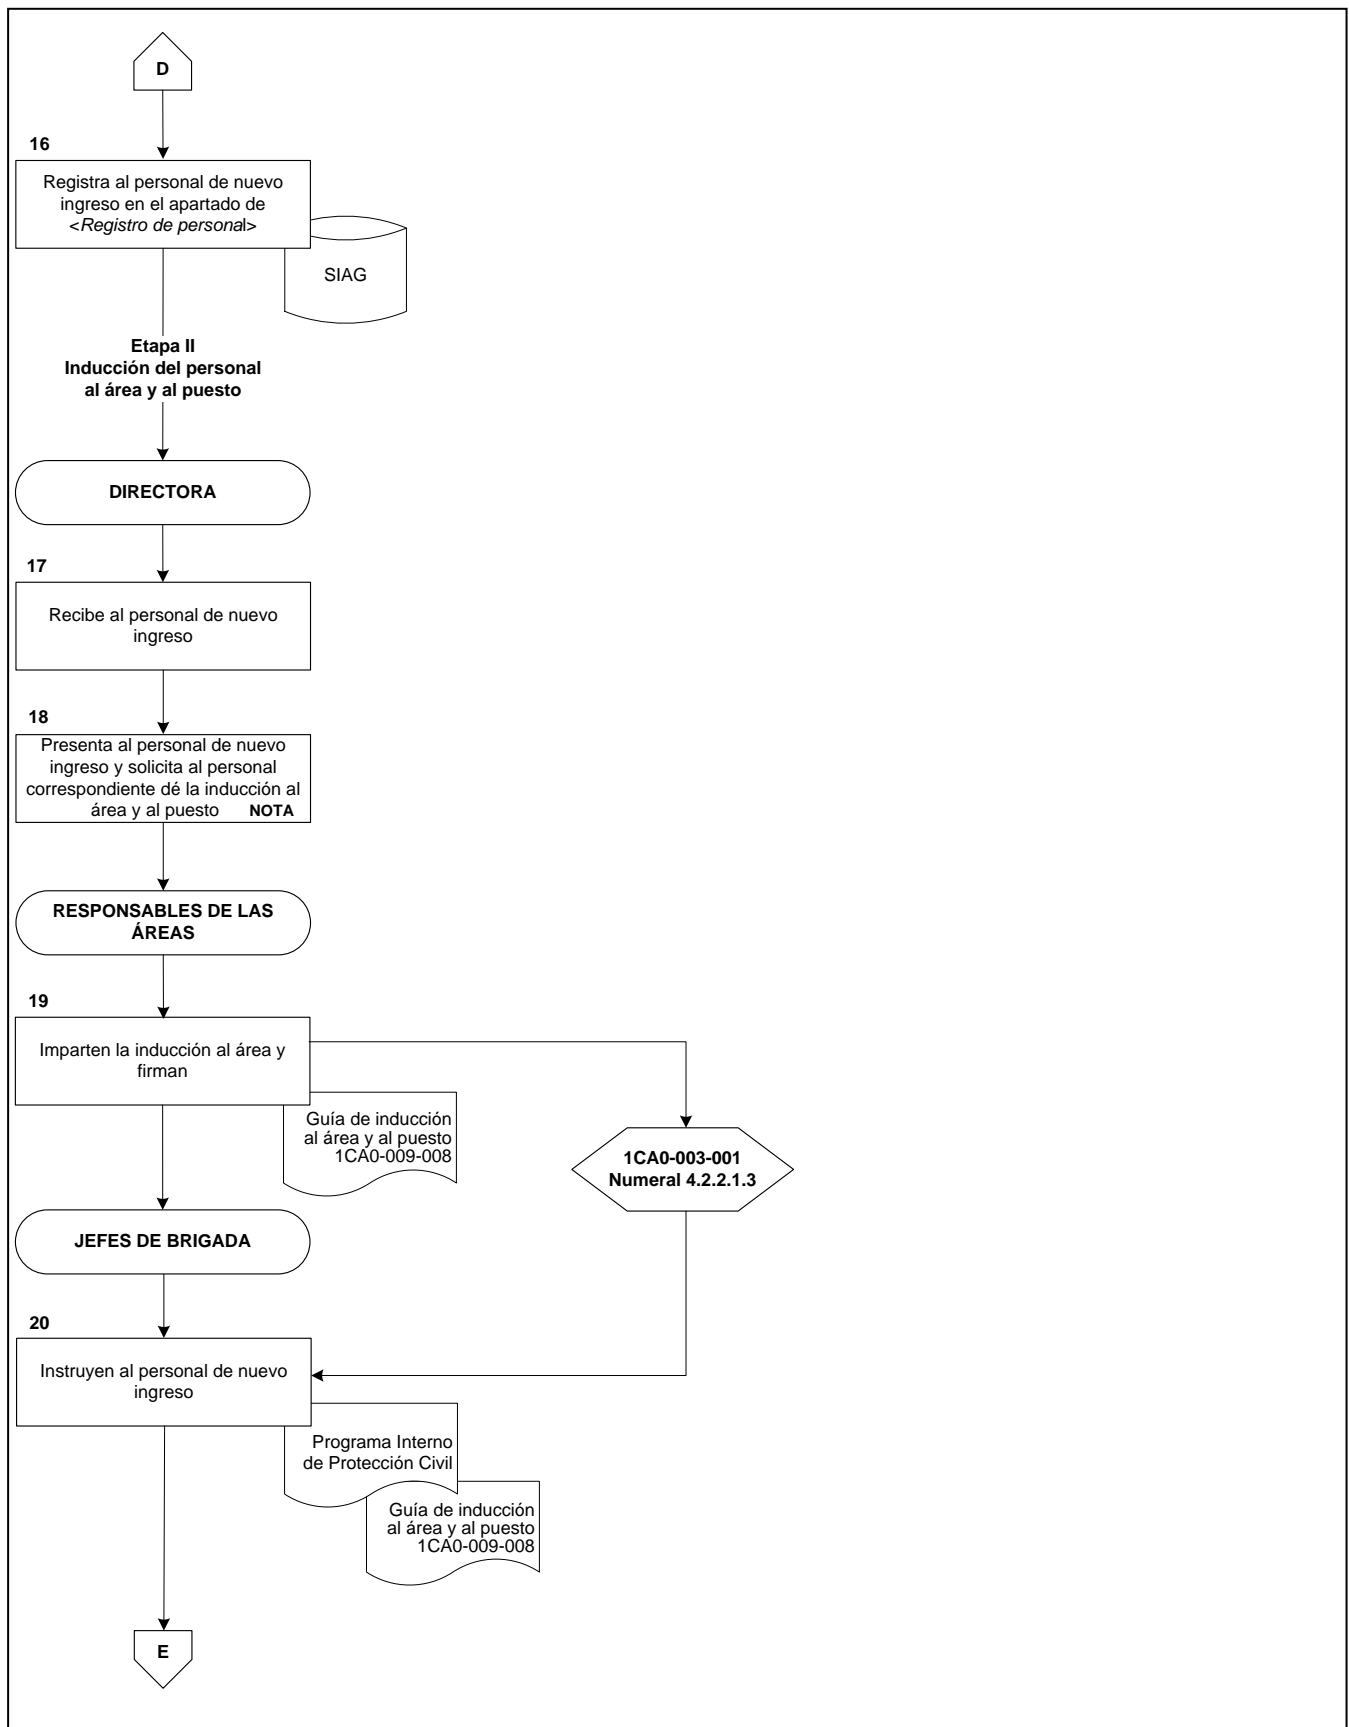 D
16
Registra al personal de nuevo
ingreso en el apartado de
<Registro de personal>
SIAG
Etapa II
Inducción del personal
al área y al puesto
DIRECTORA
17
Recibe al personal de nuevo
ingreso
18
Presenta al personal de nuevo
ingreso y solicita al personal
correspondiente dé la inducción al
área y al puesto NOTA
RESPONSABLES DE LAS
ÁREAS
19
Imparten la inducción al área y
firman
Guía de inducción
al área y al puesto
1CA0-009-008
1CA0-003-001
Numeral 4.2.2.1.3
JEFES DE BRIGADA
20
Instruyen al personal de nuevo
ingreso
Programa Interno
de Protección Civil
Guía de inducción
al área y al puesto
1CA0-009-008
E